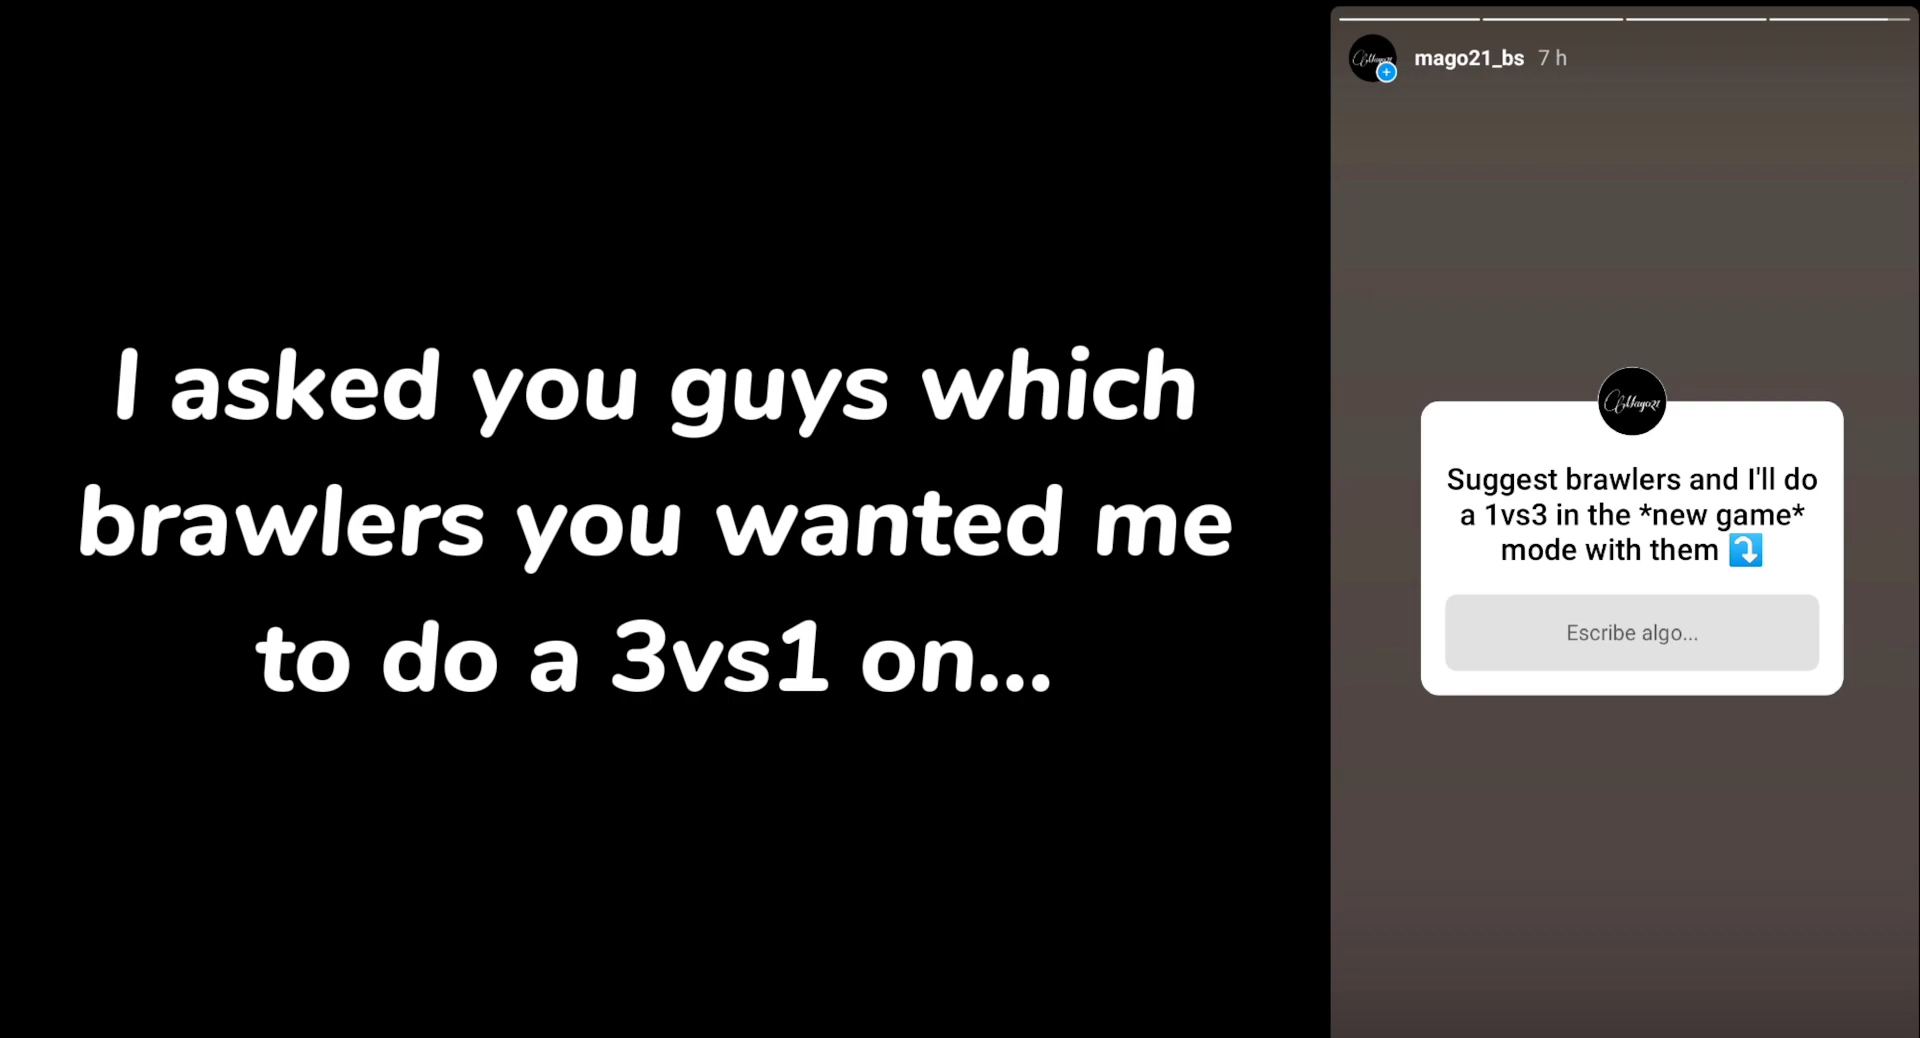 I asked you guys which
brawlers you wanted me
to do a 3vs1 on...
mago21_bs 7 h
Mago21
Suggest brawlers and I'll do
a 1vs3 in the *new game*
mode with them ⤵️
Escribe algo...